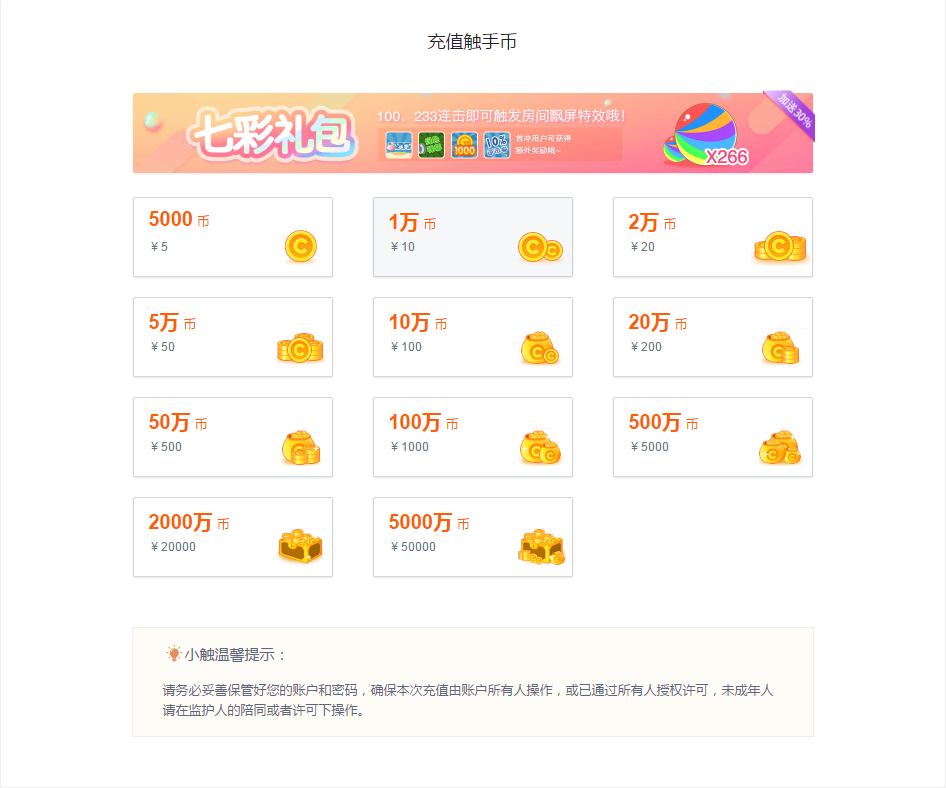 充值触手币
七彩礼包
100、233连击即可触发房间飘屏特效哦！
加送30%
1000
10%
首冲用户可获得
额外奖励哦~
X266
5000 币
¥ 5
1万 币
¥ 10
2万 币
¥ 20
5万 币
¥ 50
10万 币
¥ 100
20万 币
¥ 200
50万 币
¥ 500
100万 币
¥ 1000
500万 币
¥ 5000
2000万 币
¥ 20000
5000万 币
¥ 50000
小触温馨提示：
请务必妥善保管好您的账户和密码，确保本次充值由账户所有人操作，或已通过所有人授权许可，未成年人
请在监护人的陪同或者许可下操作。